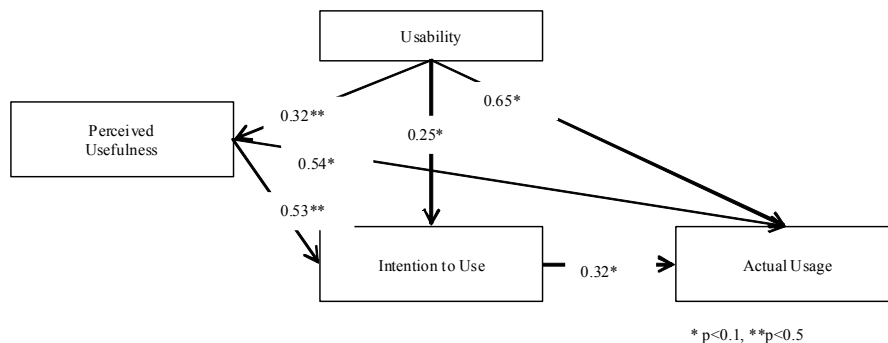 Usability
0.32**
0.65*
0.25*
Perceived
Usefulness
0.54*
0.53**
Intention to Use
0.32*
Actual Usage
* p<0.1, **p<0.5